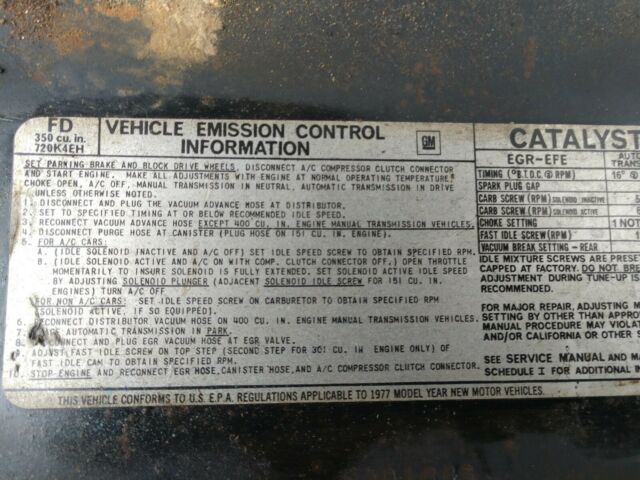 FD
350 cu. in.
720K4EH
VEHICLE EMISSION CONTROL
INFORMATION
GM
SET PARKING BRAKE AND BLOCK DRIVE WHEELS, DISCONNECT A/C COMPRESSOR CLUTCH CONNECTOR
AND START ENGINE. MAKE ALL ADJUSTMENTS WITH ENGINE AT NORMAL OPERATING TEMPERATURE,
CHOKE OPEN, A/C OFF, MANUAL TRANSMISSION IN NEUTRAL, AUTOMATIC TRANSMISSION IN DRIVE
UNLESS OTHERWISE NOTED.
1. DISCONNECT AND PLUG THE VACUUM ADVANCE HOSE AT DISTRIBUTOR.
2. SET TO SPECIFIED TIMING AT OR BELOW RECOMMENDED IDLE SPEED.
3. RECONNECT VACUUM ADVANCE HOSE EXCEPT 400 CU. IN. ENGINE MANUAL TRANSMISSION VEHICLES.
4. DISCONNECT PURGE HOSE AT CANISTER (PLUG HOSE ON 151 CU. IN. ENGINE).
5. FOR A/C CARS:
A. (IDLE SOLENOID INACTIVE AND A/C OFF) SET IDLE SPEED SCREW TO OBTAIN SPECIFIED RPM.
B. (IDLE SOLENOID ACTIVE AND A/C ON WITH COMP. CLUTCH CONNECTOR OFF) OPEN THROTTLE
MOMENTARILY TO INSURE SOLENOID IS FULLY EXTENDED. SET SOLENOID ACTIVE IDLE SPEED
BY ADJUSTING SOLENOID PLUNGER (ADJACENT SOLENOID IDLE SCREW FOR 151 CU. IN.
ENGINES) TURN A/C OFF
FOR NON A/C CARS: SET IDLE SPEED SCREW ON CARBURETOR TO OBTAIN SPECIFIED RPM
(SOLENOID ACTIVE, IF SO EQUIPPED).
6. RECONNECT DISTRIBUTOR VACUUM HOSE ON 400 CU. IN. ENGINE MANUAL TRANSMISSION VEHICLES.
7. PLACE AUTOMATIC TRANSMISSION IN PARK.
8. DISCONNECT AND PLUG EGR VACUUM HOSE AT EGR VALVE.
9. ADJUST FAST IDLE SCREW ON TOP STEP (SECOND STEP FOR 301 CU. IN ENGINE ONLY) OF
FAST IDLE CAM TO OBTAIN SPECIFIED RPM.
10. STOP ENGINE AND RECONNECT EGR HOSE, CANISTER HOSE, AND A/C COMPRESSOR CLUTCH CONNECTOR.
THIS VEHICLE CONFORMS TO U.S. E.P.A. REGULATIONS APPLICABLE TO 1977 MODEL YEAR NEW MOTOR VEHICLES.
CATALYST
EGR-EFE
AUTO
TRANS
TIMING (°B.T.D.C. @ RPM) 16° @
SPARK PLUG GAP
CARB SCREW (RPM) SOLENOID INACTIVE
CARB SCREW (RPM) SOLENOID ACTIVE
CHOKE SETTING 1 NOT
FAST IDLE SCREW (RPM)
VACUUM BREAK SETTING - REAR
IDLE MIXTURE SCREWS ARE PRESET
CAPPED AT FACTORY. DO NOT BREAK
ADJUSTMENT DURING TUNE-UP IS
RECOMMENDED.
FOR MAJOR REPAIR, ADJUSTING M
SETTING BY OTHER THAN APPROVED
MANUAL PROCEDURE MAY VIOLAT
AND/OR CALIFORNIA OR OTHER S
SEE SERVICE MANUAL AND MA
SCHEDULE I FOR ADDITIONAL IN